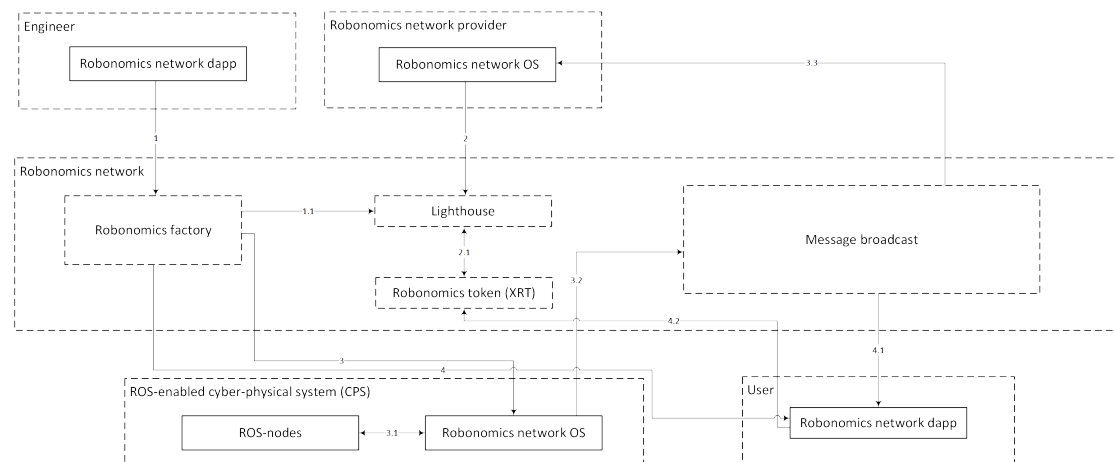 Engineer
Robonomics network dapp
Robonomics network provider
Robonomics network OS
3.3
1
2
Robonomics network
Robonomics factory
1.1
Lighthouse
Message broadcast
2.1
3.2
Robonomics token (XRT)
4.2
4.1
3
4
ROS-enabled cyber-physical system (CPS)
ROS-nodes
3.1
Robonomics network OS
User
Robonomics network dapp